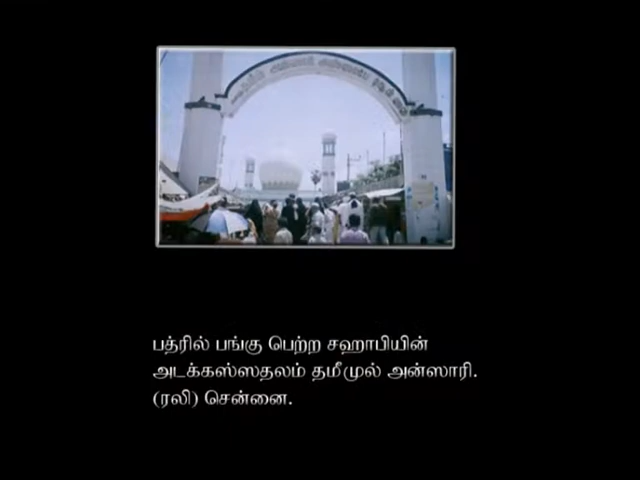 பத்ரில் பங்கு பெற்ற சஹாபியின்
அடக்கஸ்ஸதலம் தமீமுல் அன்ஸாரி.
(ரலி) சென்னை.